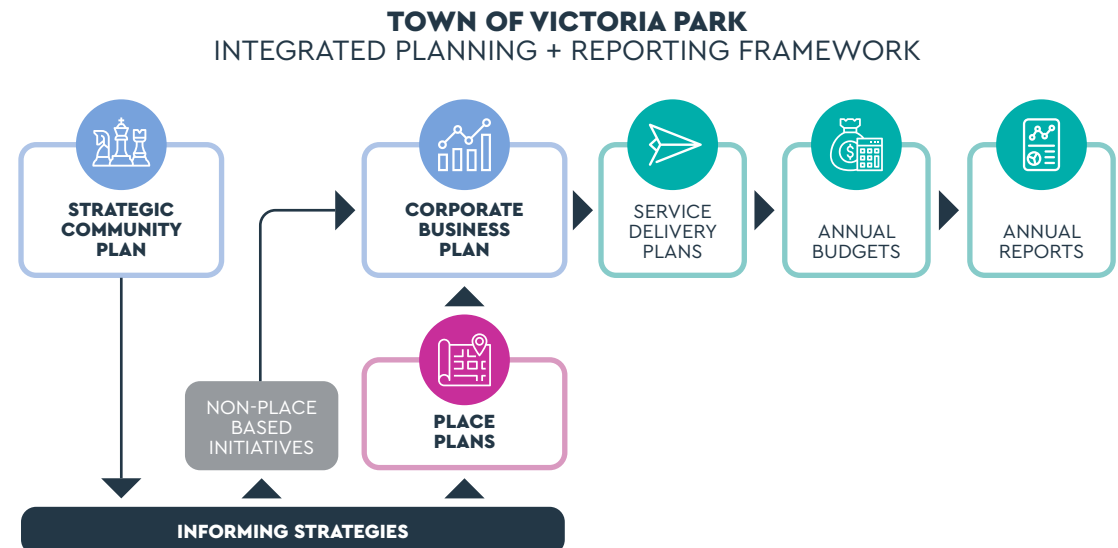 TOWN OF VICTORIA PARK
INTEGRATED PLANNING + REPORTING FRAMEWORK
STRATEGIC
COMMUNITY
PLAN
CORPORATE
BUSINESS
PLAN
SERVICE
DELIVERY
PLANS
ANNUAL
BUDGETS
ANNUAL
REPORTS
NON-PLACE
BASED
INITIATIVES
PLACE
PLANS
INFORMING STRATEGIES